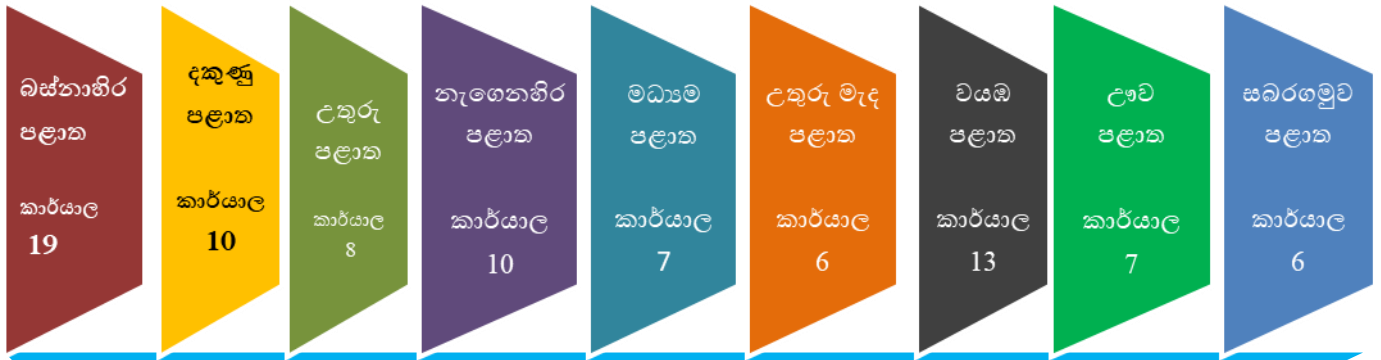 බස්නාහිර
පළාත
කාර්යාල
19
දකුණු
පළාත
කාර්යාල
10
උතුරු
පළාත
කාර්යාල
8
නැගෙනහිර
පළාත
කාර්යාල
10
මධ්‍යම
පළාත
කාර්යාල
7
උතුරු මැද
පළාත
කාර්යාල
6
වයඹ
පළාත
කාර්යාල
13
ඌව
පළාත
කාර්යාල
7
සබරගමුව
පළාත
කාර්යාල
6